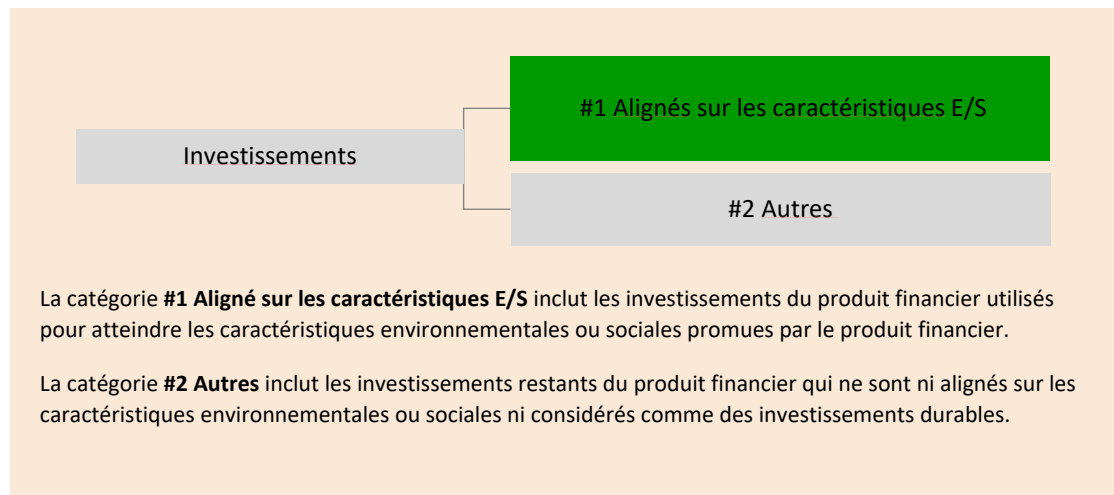 #1 Alignés sur les caractéristiques E/S
Investissements
#2 Autres
La catégorie #1 Aligné sur les caractéristiques E/S inclut les investissements du produit financier utilisés
pour atteindre les caractéristiques environnementales ou sociales promues par le produit financier.
La catégorie #2 Autres inclut les investissements restants du produit financier qui ne sont ni alignés sur les
caractéristiques environnementales ou sociales ni considérés comme des investissements durables.